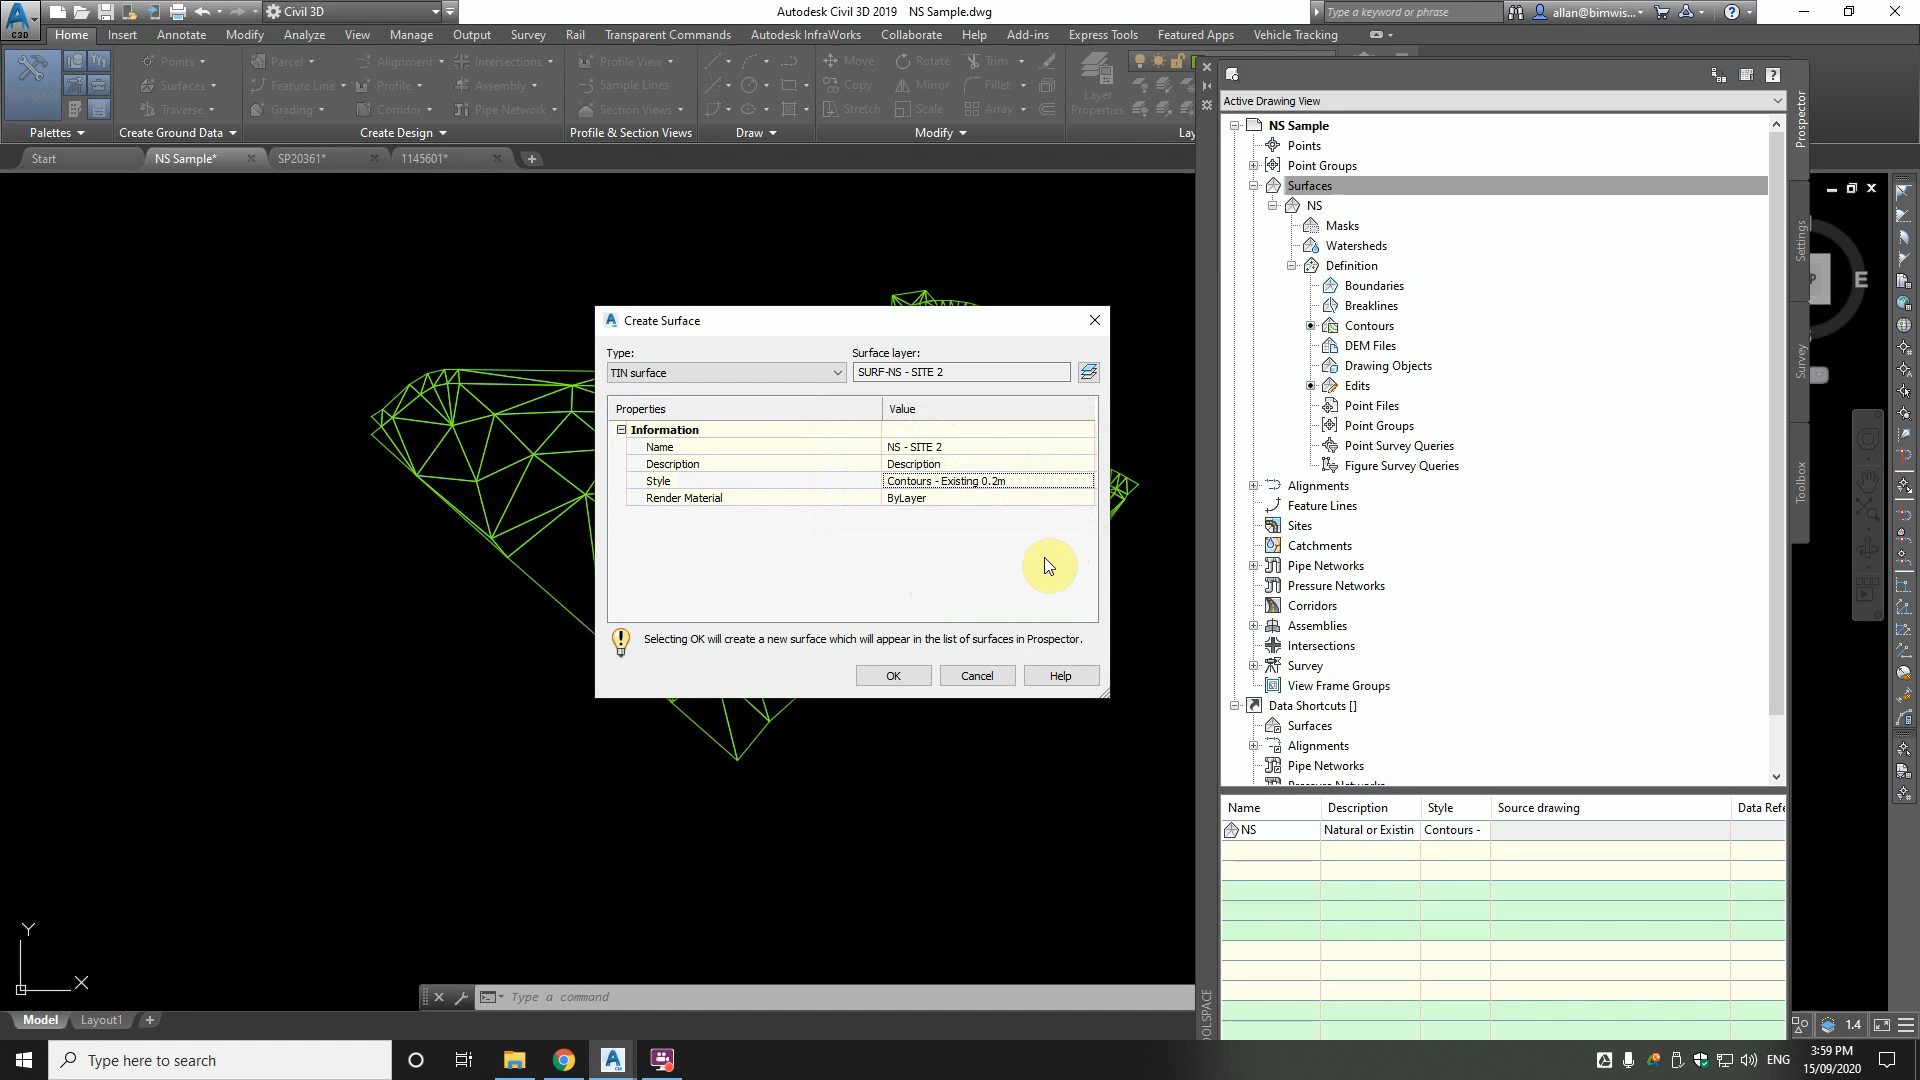 C3D
Civil 3D
Autodesk Civil 3D 2019 NS Sample.dwg
Type a keyword or phrase
allan@bimwis...
Home Insert Annotate Modify Analyze View Manage Output Survey Rail Transparent Commands Autodesk InfraWorks Collaborate Help Add-ins Express Tools Featured Apps Vehicle Tracking
Points Parcel Alignment Intersections Profile View Move Rotate Trim
Surfaces Feature Line Profile Assembly Sample Lines Copy Mirror Fillet
Traverse Grading Corridor Pipe Network Section Views Stretch Scale Array
Layer
Properties
Palettes Create Ground Data Create Design Profile & Section Views Draw Modify Lay
Start NS Sample* SP20361* 1145601*
Active Drawing View
NS Sample
Points
Point Groups
Surfaces
NS
Masks
Watersheds
Definition
Boundaries
Breaklines
Contours
DEM Files
Drawing Objects
Edits
Point Files
Point Groups
Point Survey Queries
Figure Survey Queries
Alignments
Feature Lines
Sites
Catchments
Pipe Networks
Pressure Networks
Corridors
Assemblies
Intersections
Survey
View Frame Groups
Data Shortcuts []
Surfaces
Alignments
Pipe Networks
Pressure Networks
Prospector
Settings
Survey
Toolbox
E
Create Surface
Type:
Surface layer:
TIN surface
SURF-NS - SITE 2
Properties Value
Information
Name NS - SITE 2
Description Description
Style Contours - Existing 0.2m
Render Material ByLayer
Selecting OK will create a new surface which will appear in the list of surfaces in Prospector.
OK Cancel Help
Name Description Style Source drawing Data Refe
NS Natural or Existin Contours -
Y
X
Type a command
Model Layout1
1.4
Type here to search
ENG
3:59 PM
15/09/2020